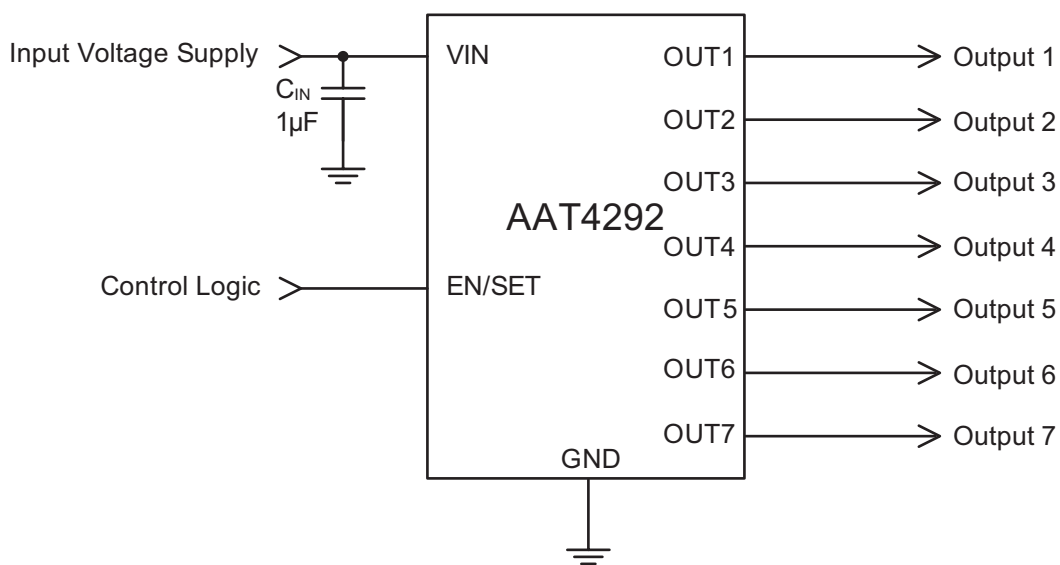 Input Voltage Supply
VIN
OUT1
Output 1
C_IN
1µF
OUT2
Output 2
OUT3
Output 3
AAT4292
OUT4
Output 4
Control Logic
EN/SET
OUT5
Output 5
OUT6
Output 6
OUT7
Output 7
GND